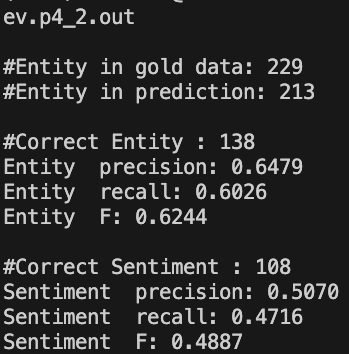 ev.p4_2.out
#Entity in gold data: 229
#Entity in prediction: 213
#Correct Entity : 138
Entity  precision: 0.6479
Entity  recall: 0.6026
Entity  F: 0.6244
#Correct Sentiment : 108
Sentiment  precision: 0.5070
Sentiment  recall: 0.4716
Sentiment  F: 0.4887